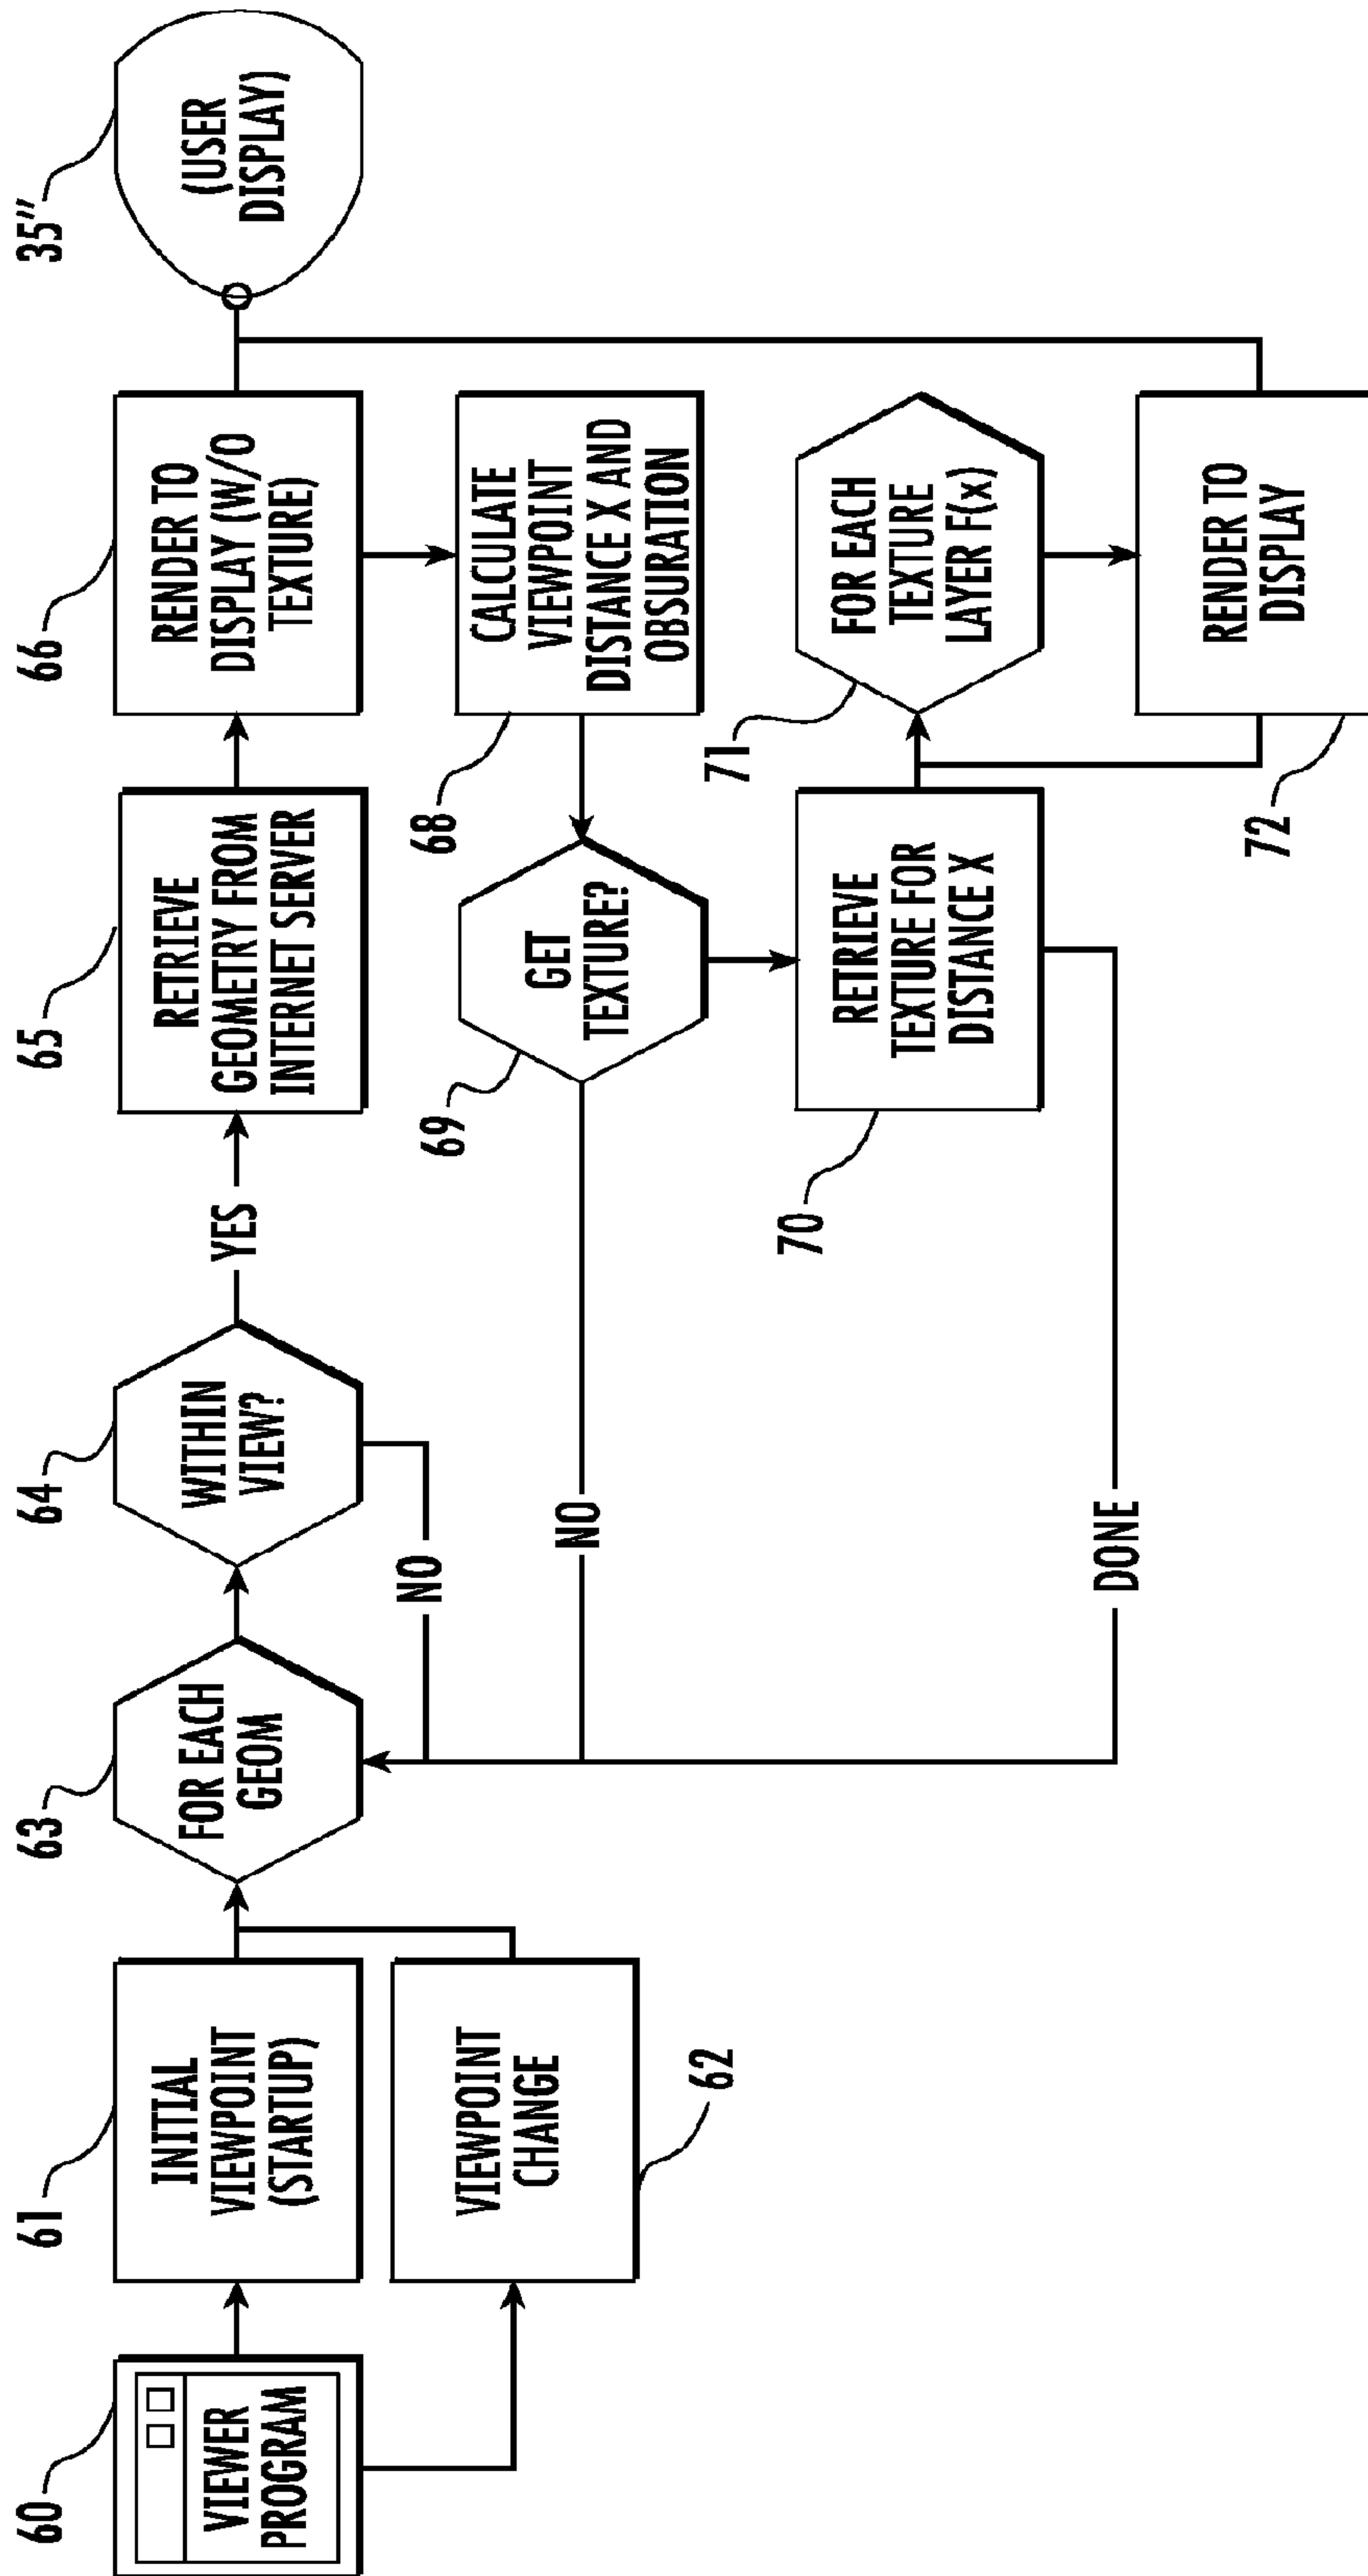 60
VIEWER
PROGRAM
61
INITIAL
VIEWPOINT
(STARTUP)
VIEWPOINT
CHANGE
62
63
FOR EACH
GEOM
64
WITHIN
VIEW?
NO
YES
65
RETRIEVE
GEOMETRY FROM
INTERNET SERVER
66
RENDER TO
DISPLAY (W/O
TEXTURE)
35"
(USER
DISPLAY)
68
CALCULATE
VIEWPOINT
DISTANCE X AND
OBSURATION
69
GET
TEXTURE?
NO
70
RETRIEVE
TEXTURE FOR
DISTANCE X
DONE
71
FOR EACH
TEXTURE
LAYER F(x)
72
RENDER TO
DISPLAY